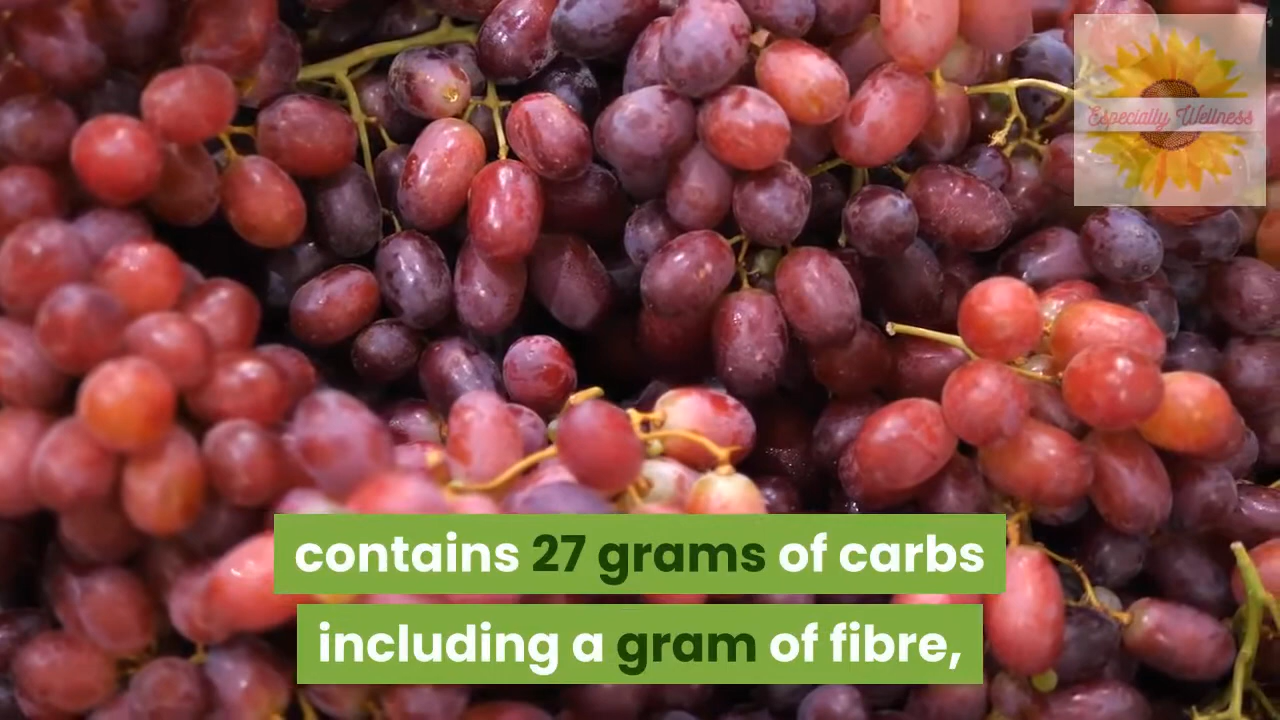 Especially Wellness
contains 27 grams of carbs
including a gram of fibre,